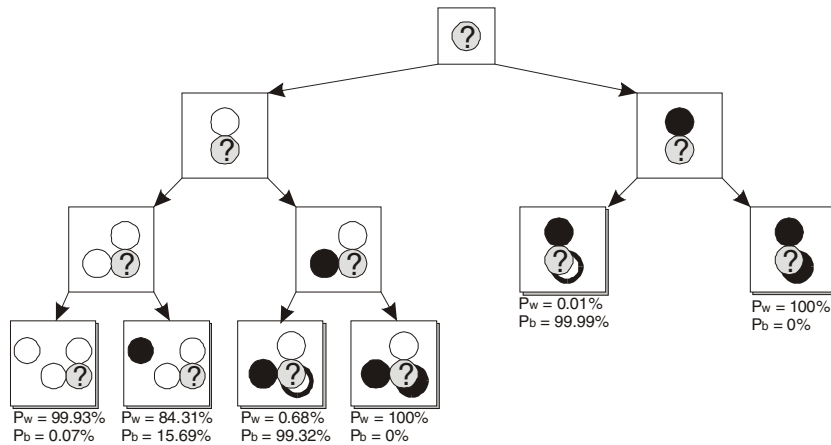 ?
?
?
?
?
?
?
Pw = 0.01%
Pb = 99.99%
Pw = 100%
Pb = 0%
?
?
?
?
Pw = 99.93%
Pb = 0.07%
Pw = 84.31%
Pb = 15.69%
Pw = 0.68%
Pb = 99.32%
Pw = 100%
Pb = 0%